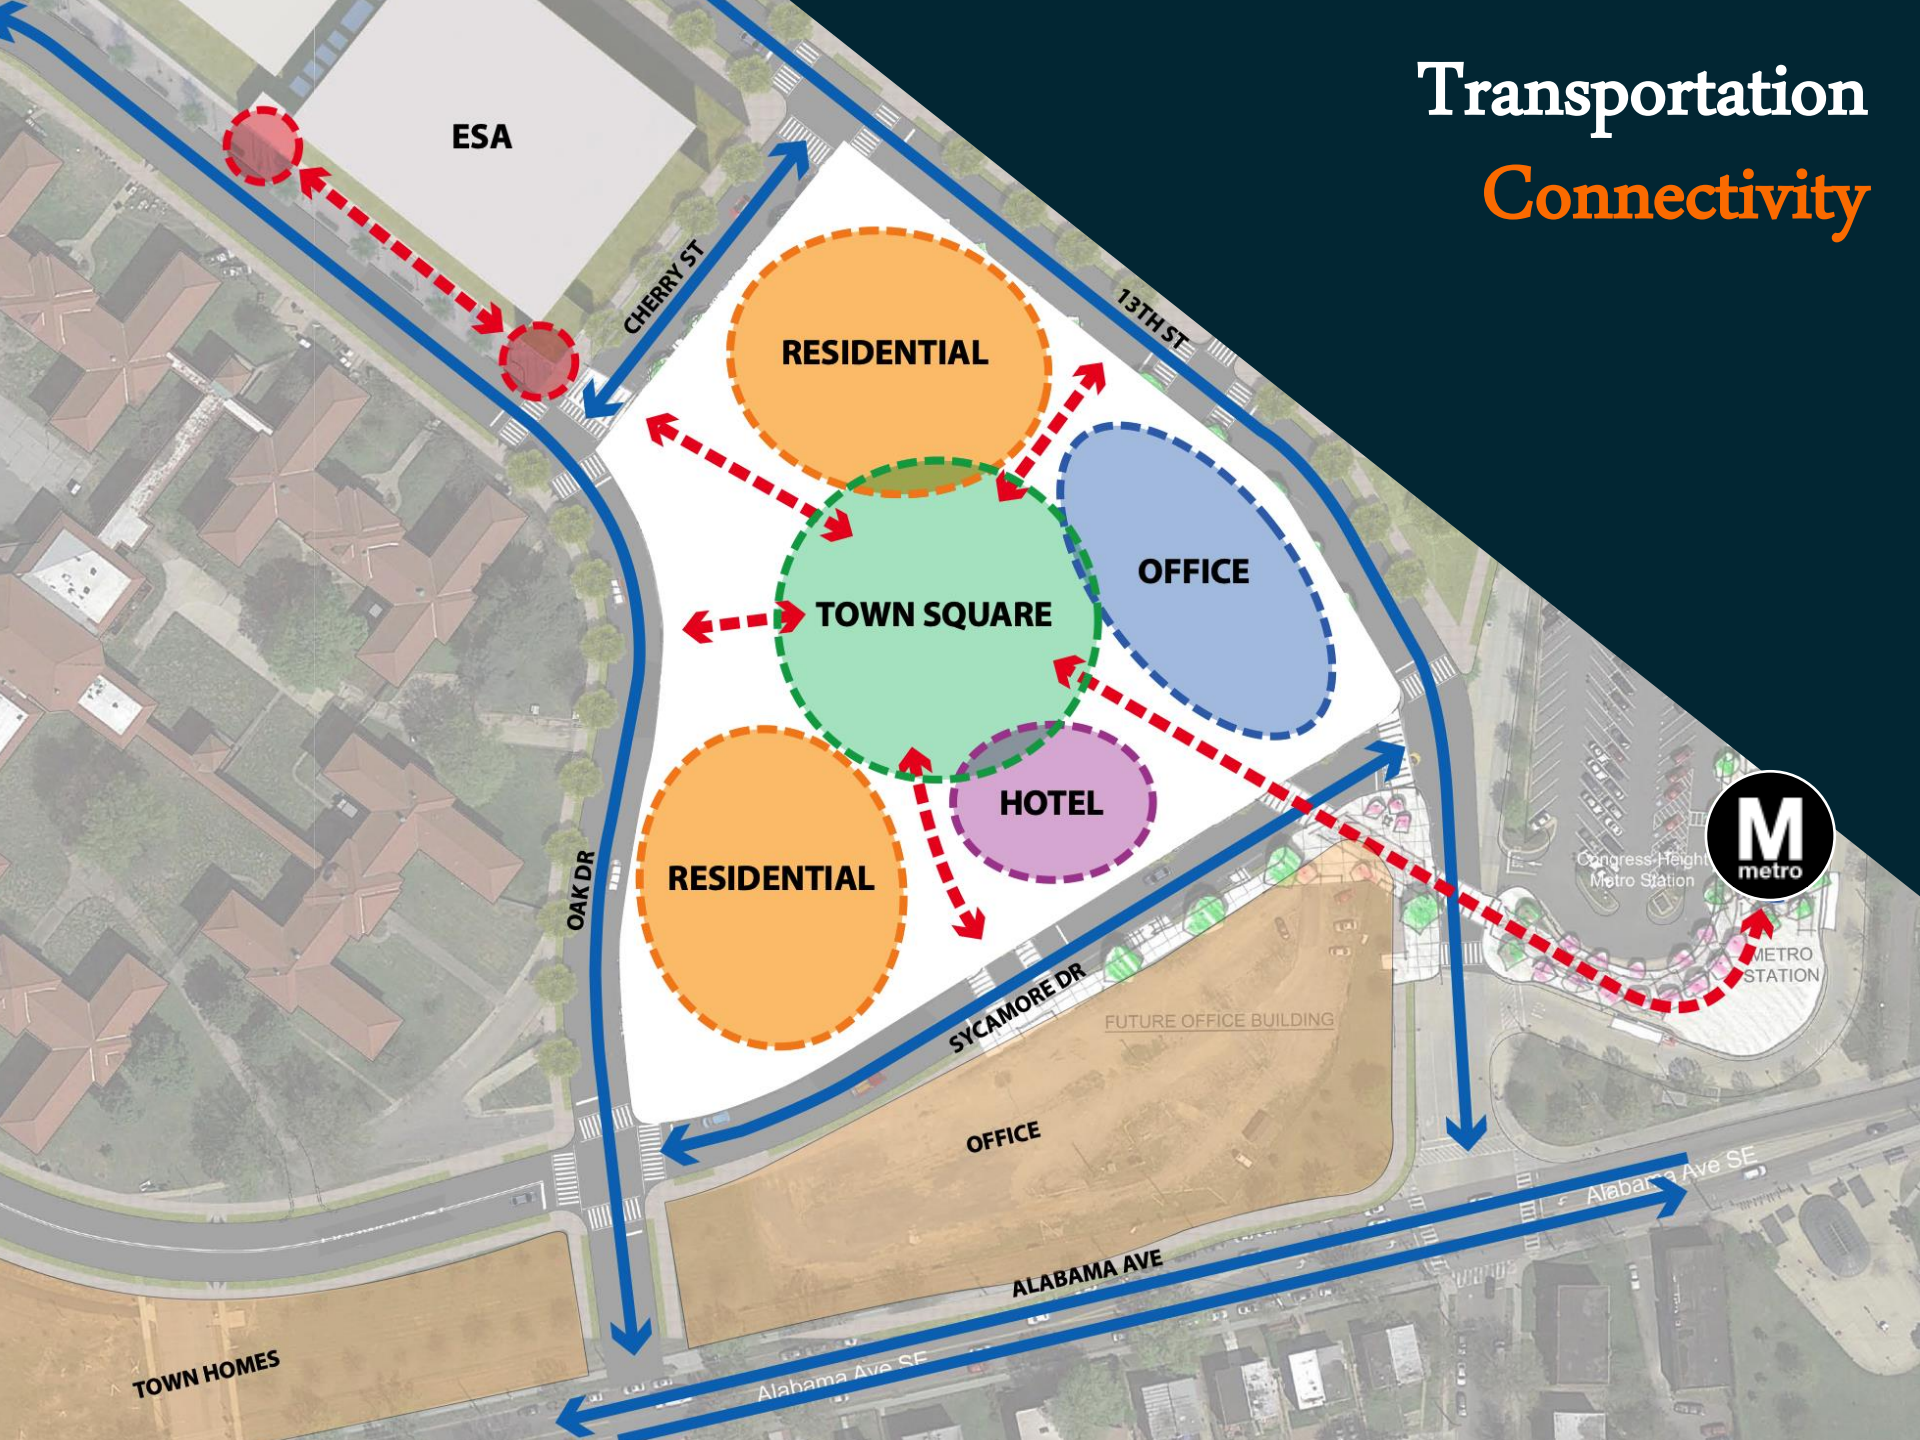 Transportation
Connectivity
ESA
CHERRY ST
13TH ST
RESIDENTIAL
OFFICE
TOWN SQUARE
HOTEL
RESIDENTIAL
OAK DR
SYCAMORE DR
M
metro
Congress Height
Metro Station
METRO
STATION
FUTURE OFFICE BUILDING
OFFICE
ALABAMA AVE
Alabama Ave SE
Alabama Ave SE
TOWN HOMES